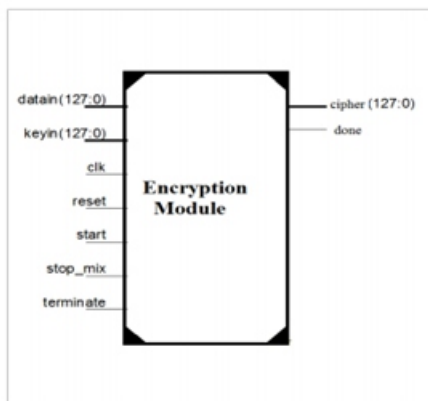 datain(127:0)
keyin(127:0)
clk
reset
start
stop_mix
terminate
Encryption
Module
cipher (127:0)
done